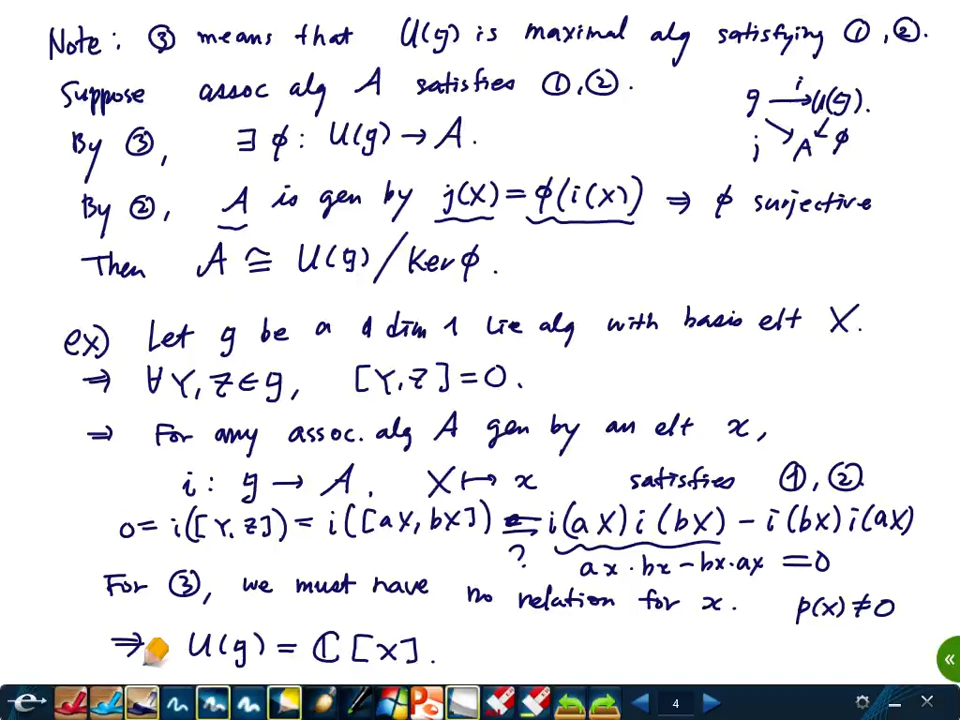 Note: ③ means that U(g) is maximal alg satisfying ①, ②.
Suppose assoc alg A satisfies ①, ②.
g → i U(g).
j A ϕ
By ③, ∃ ϕ: U(g) → A.
By ②, A is gen by j(X) = ϕ(i(X)) ⇒ ϕ surjective
Then A ≅ U(g)/Ker ϕ.
ex) Let g be a 1 dim 1 lie alg with basis elt X.
⇒ ∀Y, Z ∈ g, [Y, Z] = 0.
⇒ For any assoc. alg A gen by an elt x,
i: g → A. X ↦ x satisfies ①, ②.
0 = i([Y, Z]) = i([aX, bX]) = i(aX) i(bX) − i(bX) i(aX)
? ax · bx − bx · ax = 0
For ③, we must have no relation for x. p(x) ≠ 0
⇒ U(g) = ℂ[x].
4